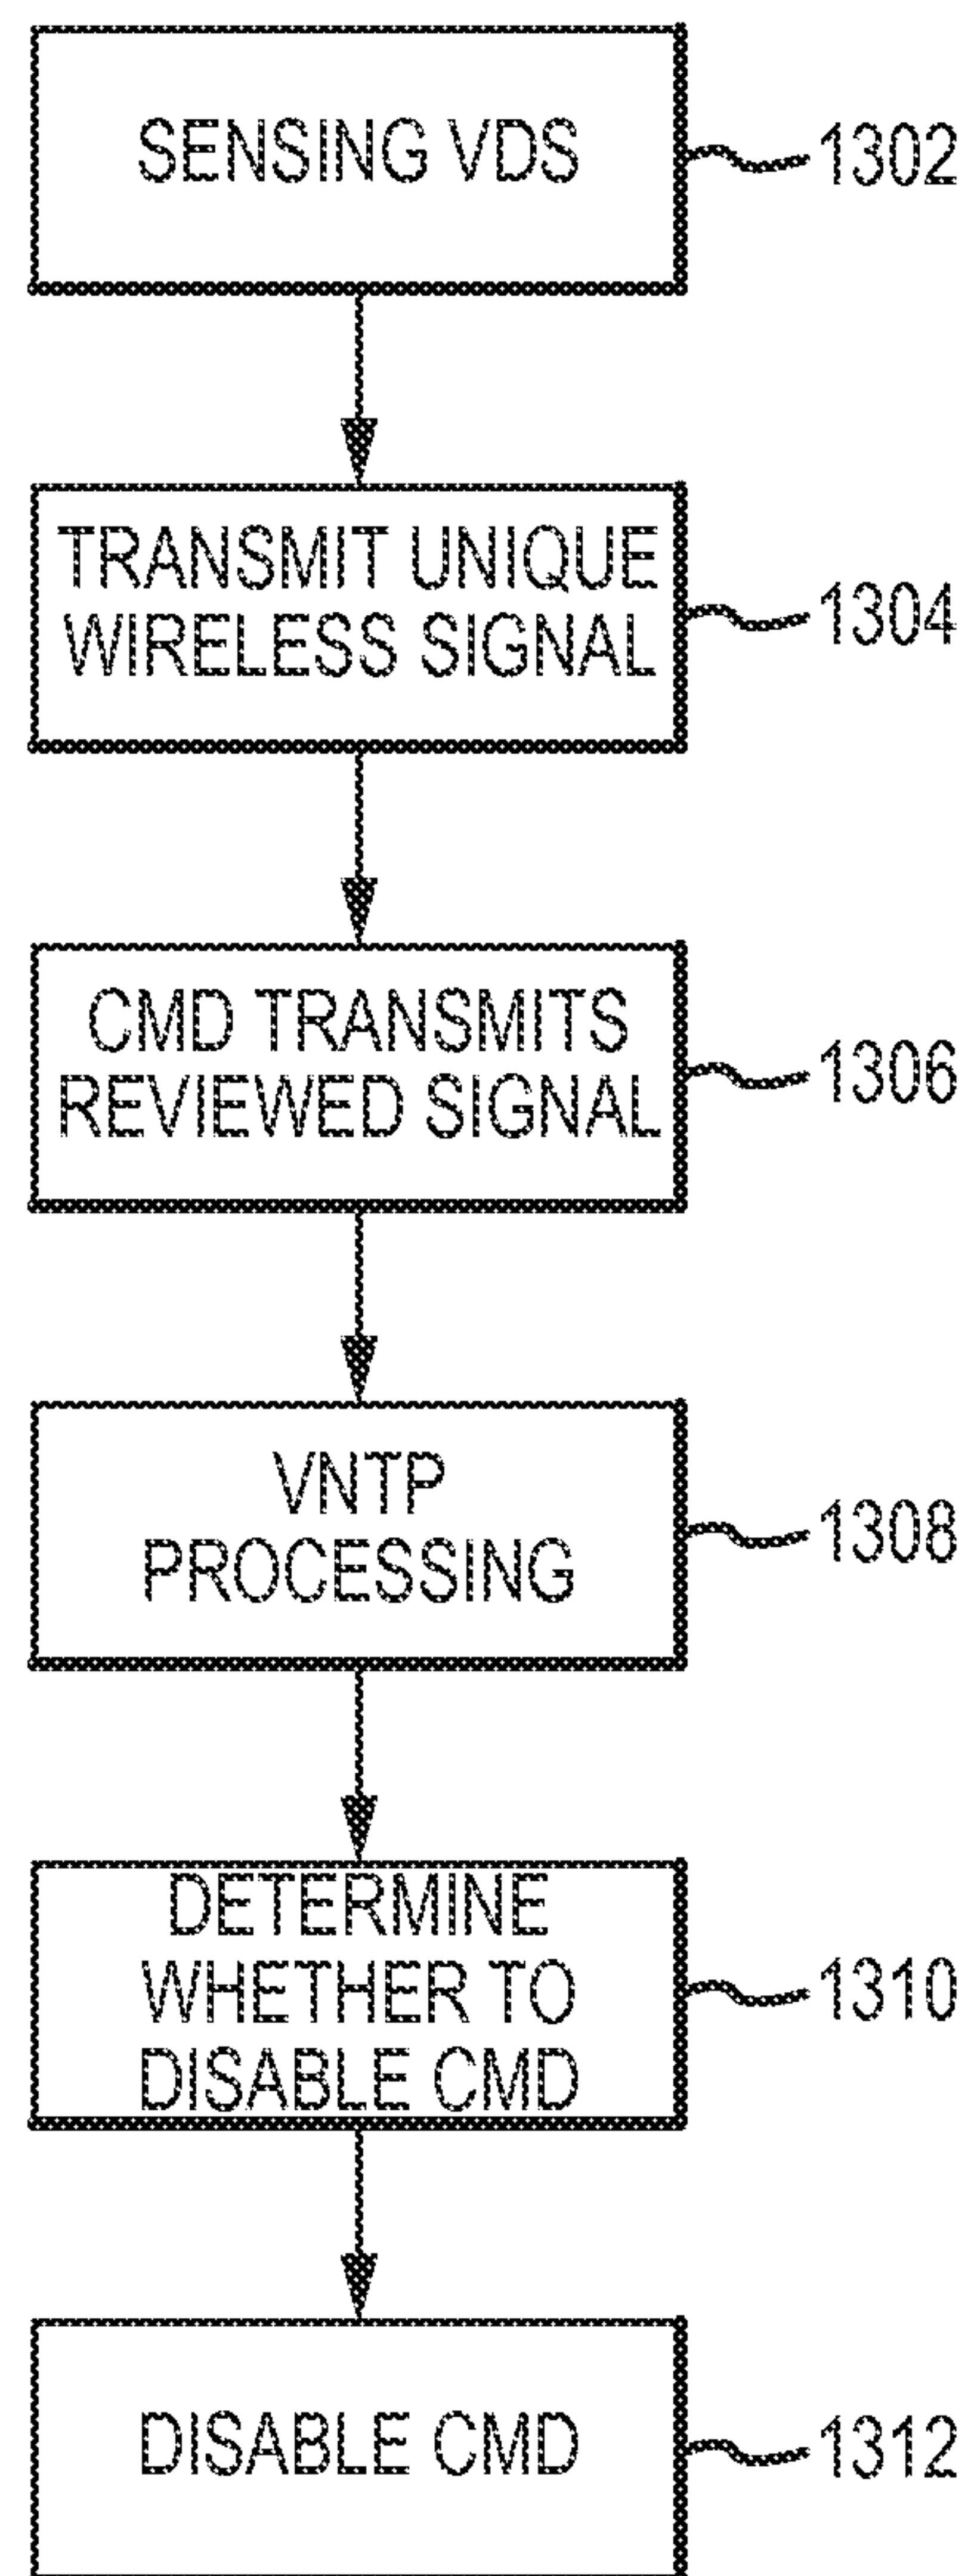 SENSING VDS
1302
TRANSMIT UNIQUE
WIRELESS SIGNAL
1304
CMD TRANSMITS
REVIEWED SIGNAL
1306
VNTP
PROCESSING
1308
DETERMINE
WHETHER TO
DISABLE CMD
1310
DISABLE CMD
1312